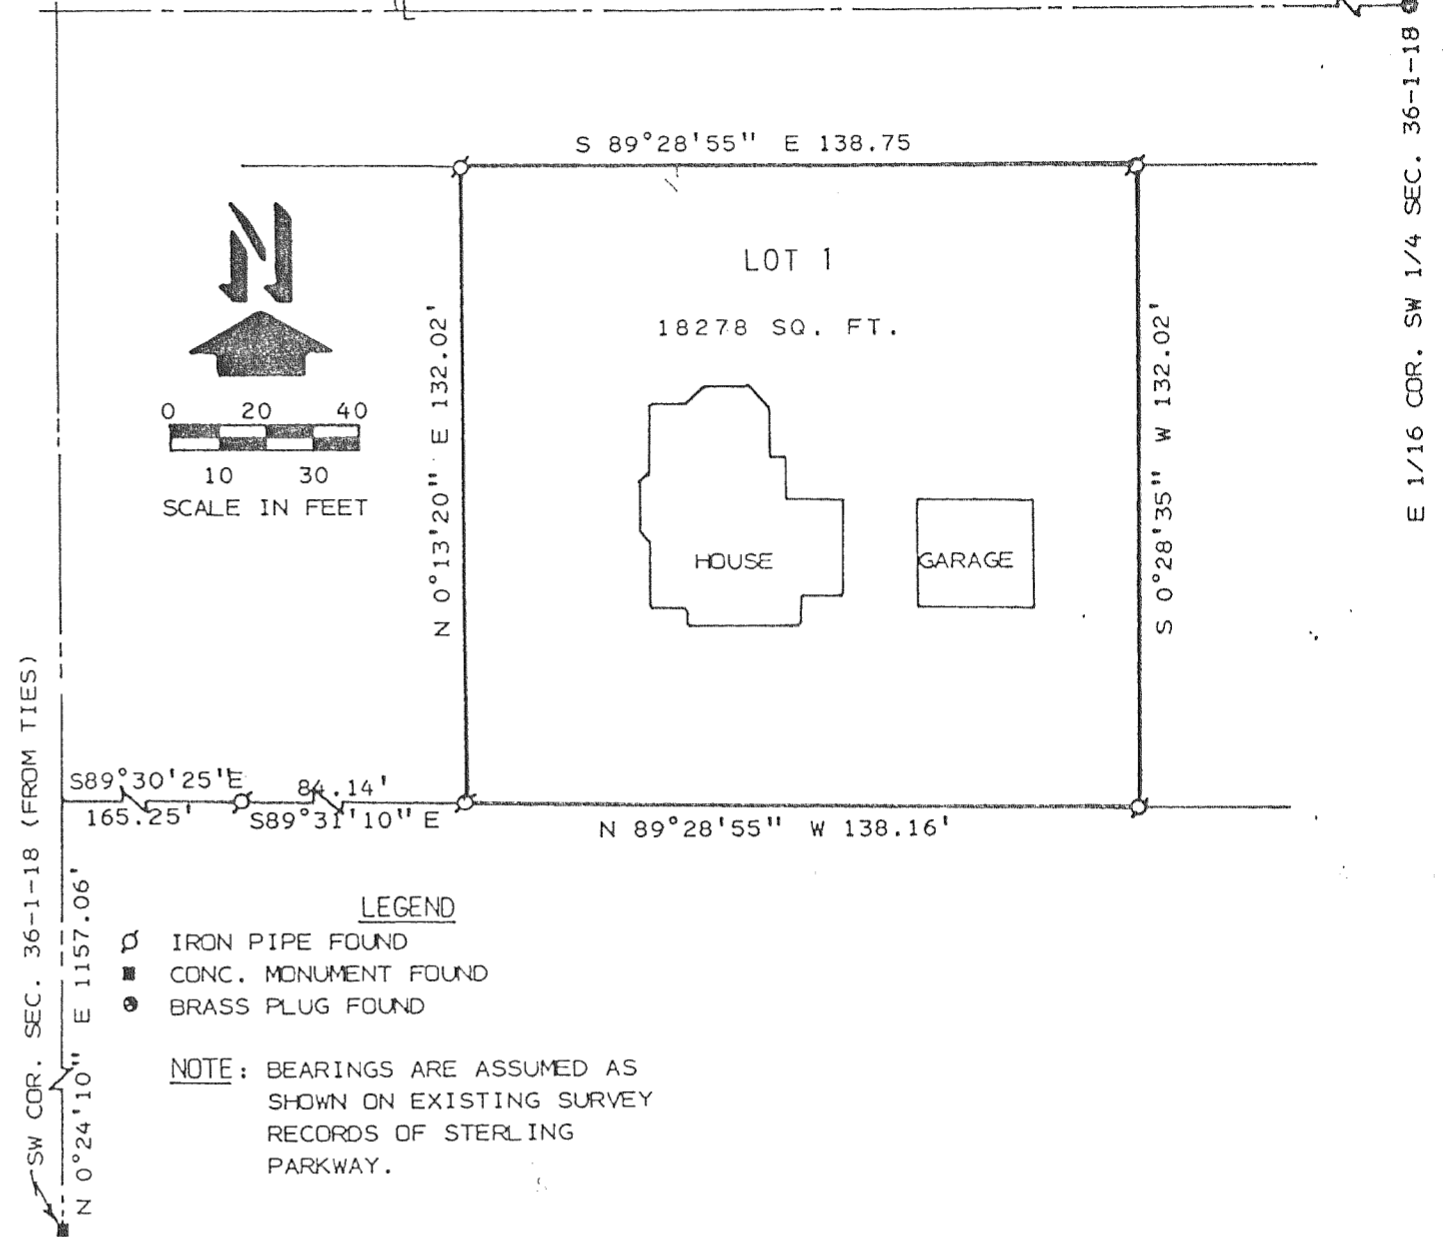 S 89°28'55" E 138.75
E 1/16 COR. SW 1/4 SEC. 36-1-18
N
LOT 1
18278 SQ. FT.
N 0°13'20" E 132.02'
S 0°28'35" W 132.02'
0 20 40
10 30
SCALE IN FEET
HOUSE
GARAGE
S89°30'25"E
165.25'
84.14'
S89°31'10" E
N 89°28'55" W 138.16'
SW COR. SEC. 36-1-18 (FROM TIES)
N 0°24'10" E 1157.06'
LEGEND
IRON PIPE FOUND
CONC. MONUMENT FOUND
BRASS PLUG FOUND
NOTE: BEARINGS ARE ASSUMED AS
SHOWN ON EXISTING SURVEY
RECORDS OF STERLING
PARKWAY.